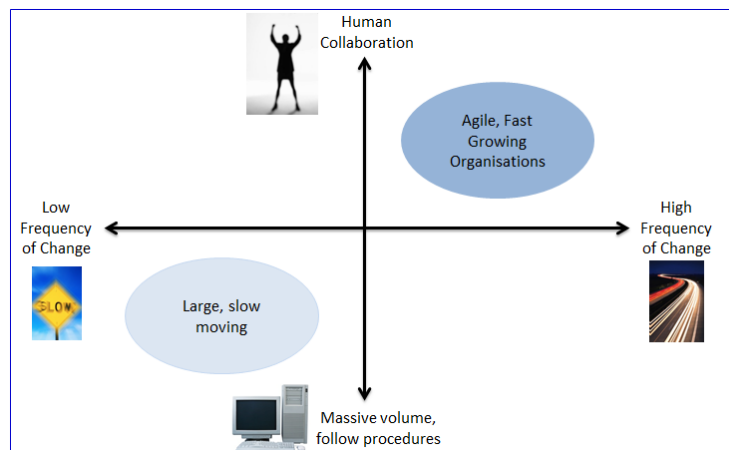 Human
Collaboration
Agile, Fast
Growing
Organisations
Low
Frequency
of Change
High
Frequency
of Change
SLOW
Large, slow
moving
Massive volume,
follow procedures